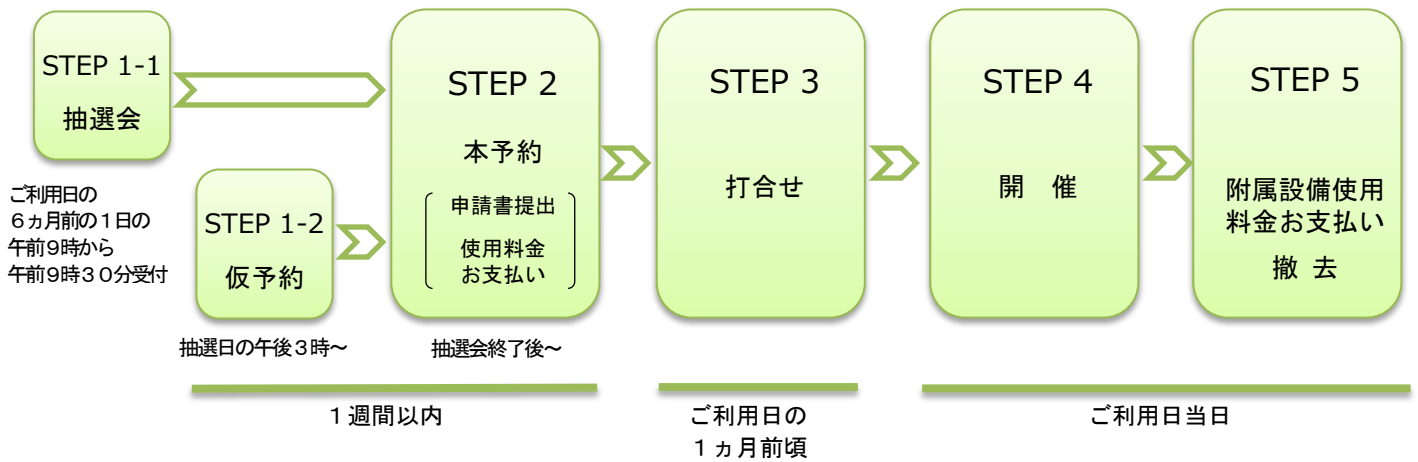 STEP 1-1
抽選会
ご利用日の
６ヵ月前の１日の
午前９時から
午前９時３０分受付
STEP 1-2
仮予約
抽選日の午後３時～
STEP 2
本予約
申請書提出
使用料金
お支払い
抽選会終了後～
１週間以内
STEP 3
打合せ
ご利用日の
１ヵ月前頃
STEP 4
開　催
STEP 5
附属設備使用
料金お支払い
撤 去
ご利用日当日